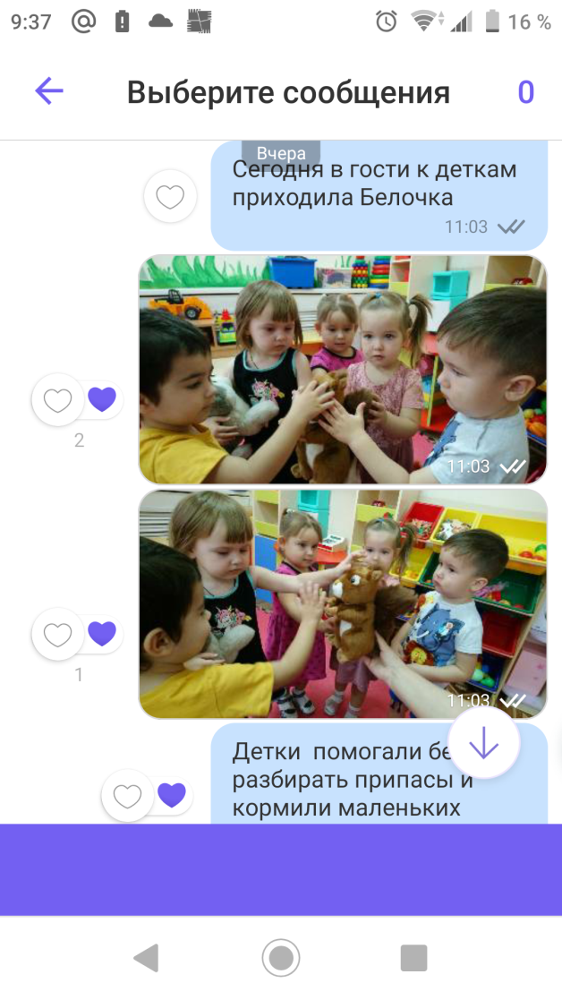 9:37
16 %
Выберите сообщения
0
Вчера
Сегодня в гости к деткам
приходила Белочка
11:03
11:03
2
11:03
1
Детки помогали
разбирать припасы и
кормили маленьких